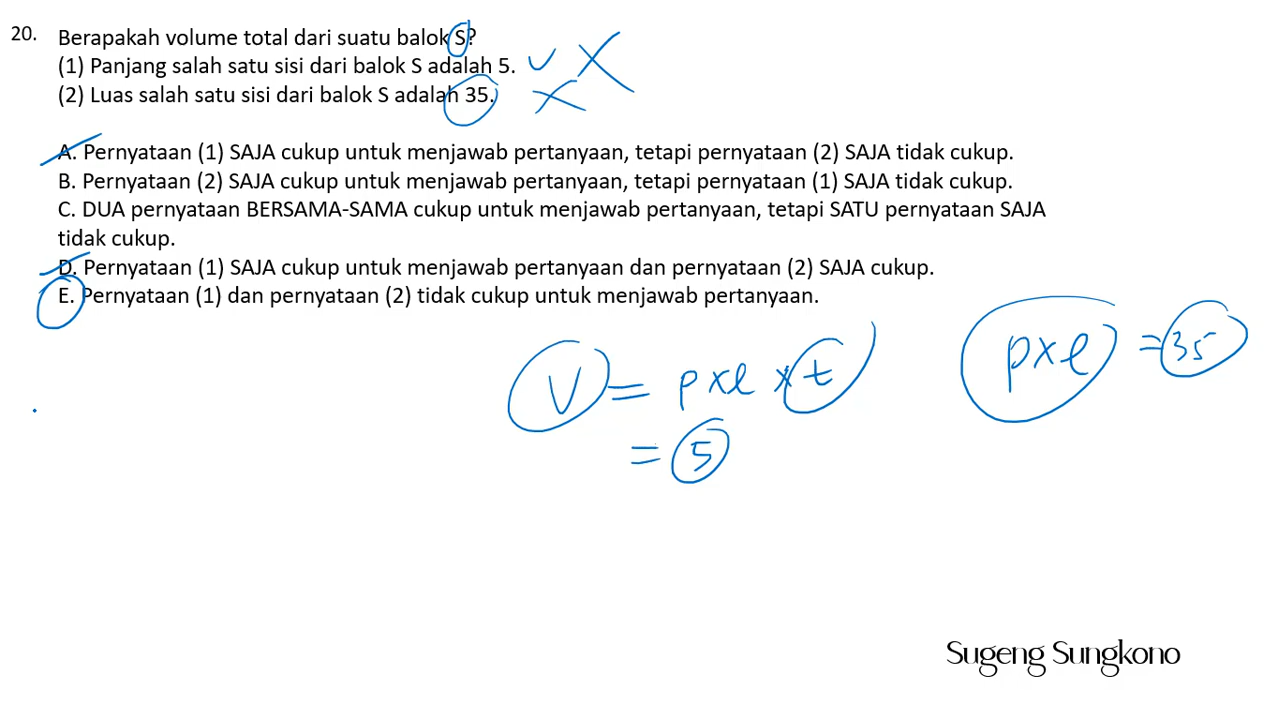 20. Berapakah volume total dari suatu balok S?
(1) Panjang salah satu sisi dari balok S adalah 5.
(2) Luas salah satu sisi dari balok S adalah 35.
A. Pernyataan (1) SAJA cukup untuk menjawab pertanyaan, tetapi pernyataan (2) SAJA tidak cukup.
B. Pernyataan (2) SAJA cukup untuk menjawab pertanyaan, tetapi pernyataan (1) SAJA tidak cukup.
C. DUA pernyataan BERSAMA-SAMA cukup untuk menjawab pertanyaan, tetapi SATU pernyataan SAJA
tidak cukup.
D. Pernyataan (1) SAJA cukup untuk menjawab pertanyaan dan pernyataan (2) SAJA cukup.
E. Pernyataan (1) dan pernyataan (2) tidak cukup untuk menjawab pertanyaan.
V = p x l x t
= 5
p x l = 35
Sugeng Sungkono